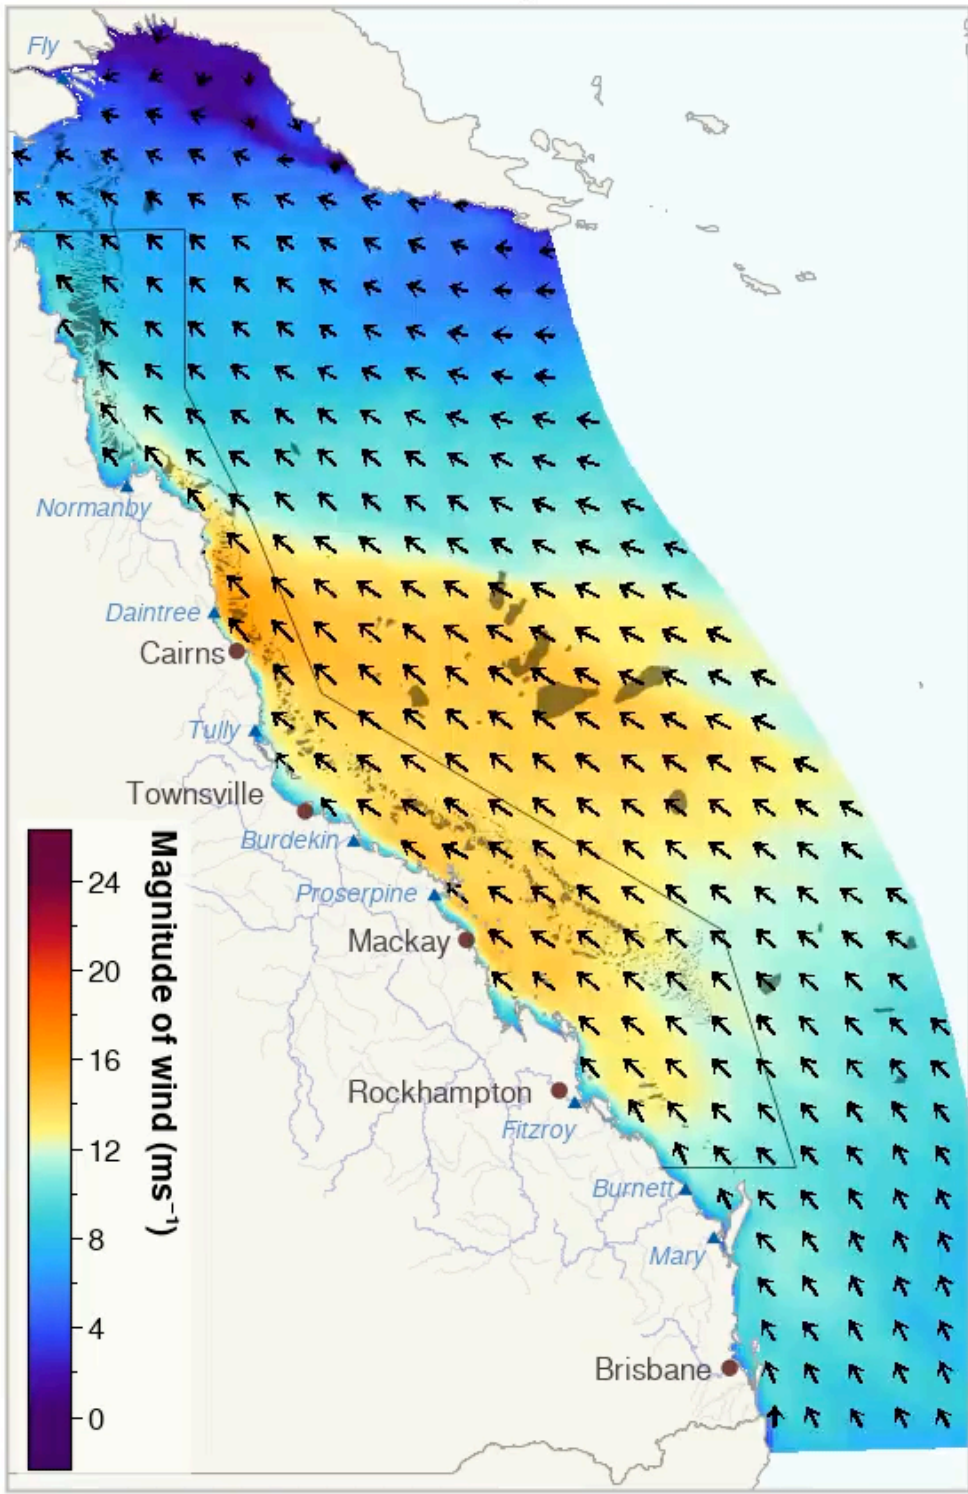 Fly
Normanby
Daintree
Cairns
Tully
Townsville
Burdekin
Proserpine
Mackay
Rockhampton
Fitzroy
Burnett
Mary
Brisbane
24
20
16
12
8
4
0
Magnitude of wind (ms⁻¹)